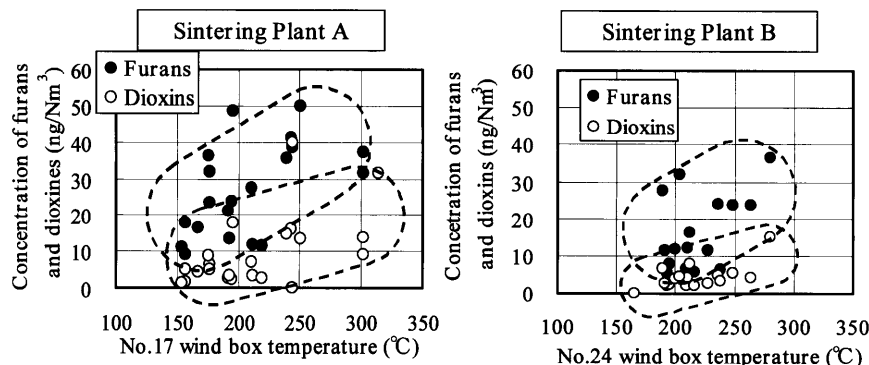 Sintering Plant A
Concentration of furans
and dioxines (ng/Nm³)
60
50
40
30
20
10
0
Furans
Dioxins
100 150 200 250 300 350
No.17 wind box temperature (℃)
Sintering Plant B
Concetration of furans
and dioxins (ng/Nm³)
60
50
40
30
20
10
0
Furans
Dioxins
100 150 200 250 300 350
No.24 wind box temperature (℃)